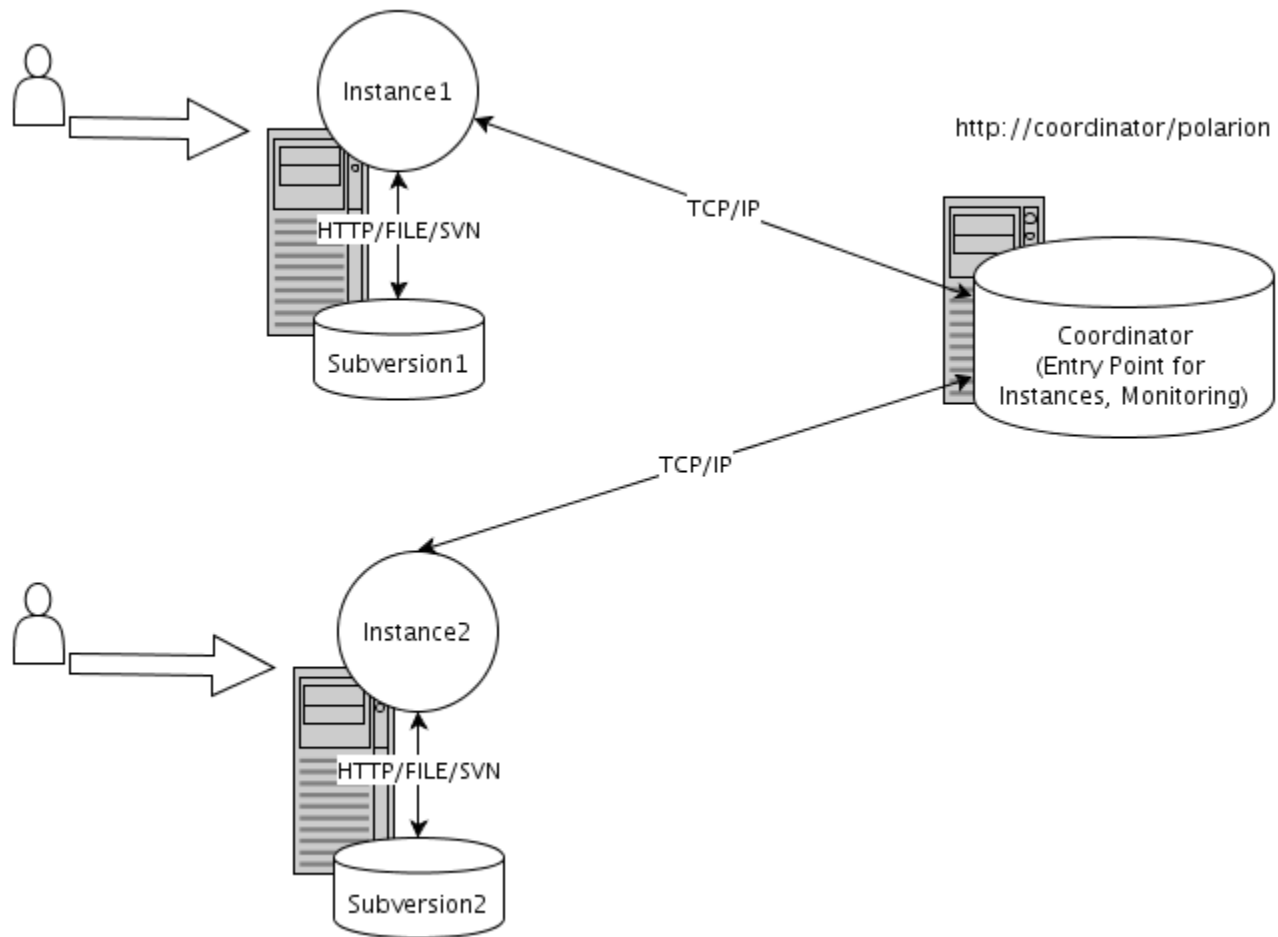 Instance1
http://coordinator/polarion
TCP/IP
HTTP/FILE/SVN
Subversion1
Coordinator
(Entry Point for
Instances, Monitoring)
TCP/IP
Instance2
HTTP/FILE/SVN
Subversion2